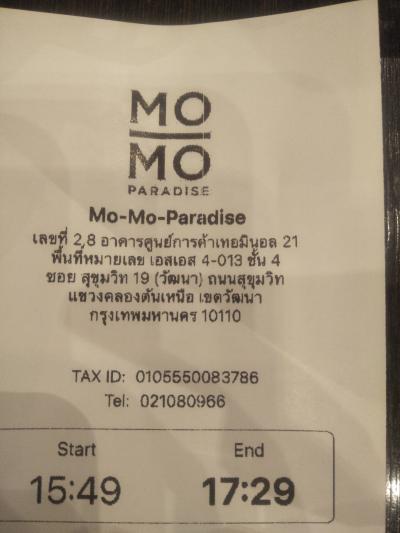 MO
MO
PARADISE
Mo-Mo-Paradise
เลขที่ 2,8 อาคารศูนย์การค้าเทอมินอล 21
พื้นที่หมายเลข เอสเอส 4-013 ชั้น 4
ซอย สุขุมวิท 19 (วัฒนา) ถนนสุขุมวิท
แขวงคลองตันเหนือ เขตวัฒนา
กรุงเทพมหานคร 10110
TAX ID: 0105550083786
Tel: 021080966
Start End
15:49 17:29